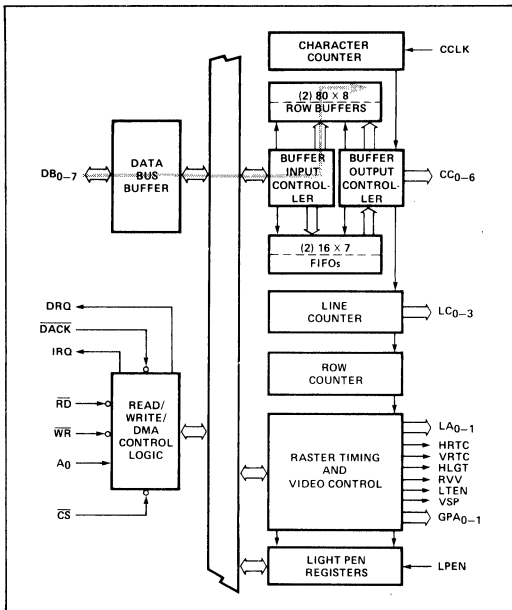 CHARACTER
COUNTER
CCLK
(2) 80 × 8
ROW BUFFERS
DB0–7
DATA
BUS
BUFFER
BUFFER
INPUT
CONTROL-
LER
BUFFER
OUTPUT
CONTROL-
LER
CC0–6
(2) 16 × 7
FIFOs
LINE
COUNTER
LC0–3
ROW
COUNTER
DRQ
DACK
IRQ
RD
WR
A0
CS
READ/
WRITE/
DMA
CONTROL
LOGIC
RASTER TIMING
AND
VIDEO CONTROL
LA0–1
HRTC
VRTC
HLGT
RVV
LTEN
VSP
GPA0–1
LIGHT PEN
REGISTERS
LPEN